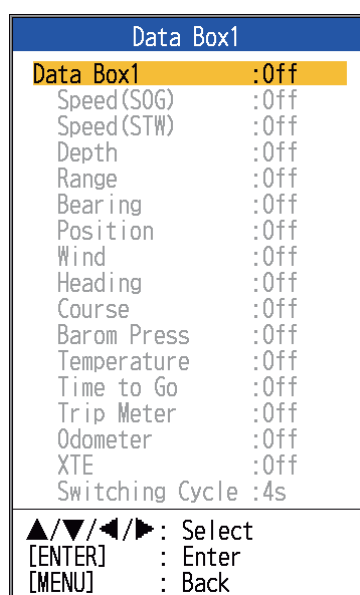 Data Box1
Data Box1 :Off
Speed(SOG) :Off
Speed(STW) :Off
Depth :Off
Range :Off
Bearing :Off
Position :Off
Wind :Off
Heading :Off
Course :Off
Barom Press :Off
Temperature :Off
Time to Go :Off
Trip Meter :Off
Odometer :Off
XTE :Off
Switching Cycle :4s
▲/▼/◀/▶: Select
[ENTER] : Enter
[MENU] : Back